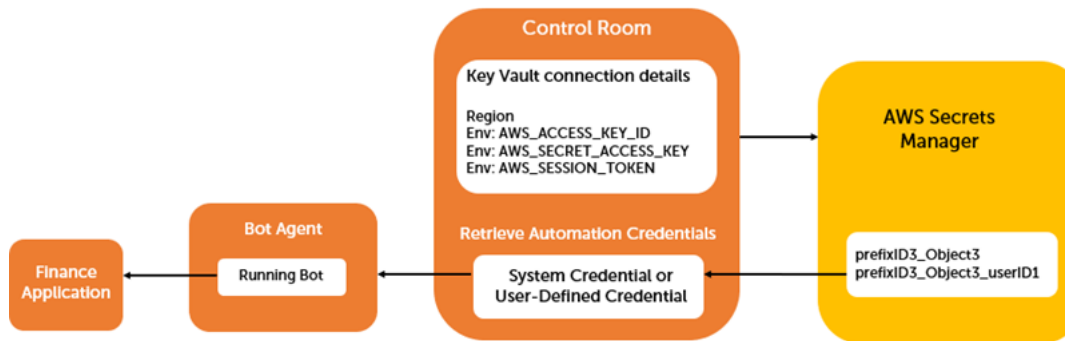 Control Room
Key Vault connection details
Region
Env: AWS_ACCESS_KEY_ID
Env: AWS_SECRET_ACCESS_KEY
Env: AWS_SESSION_TOKEN
AWS Secrets
Manager
Bot Agent
Retrieve Automation Credentials
Finance
Application
Running Bot
System Credential or
User-Defined Credential
prefixID3_Object3
prefixID3_Object3_userID1